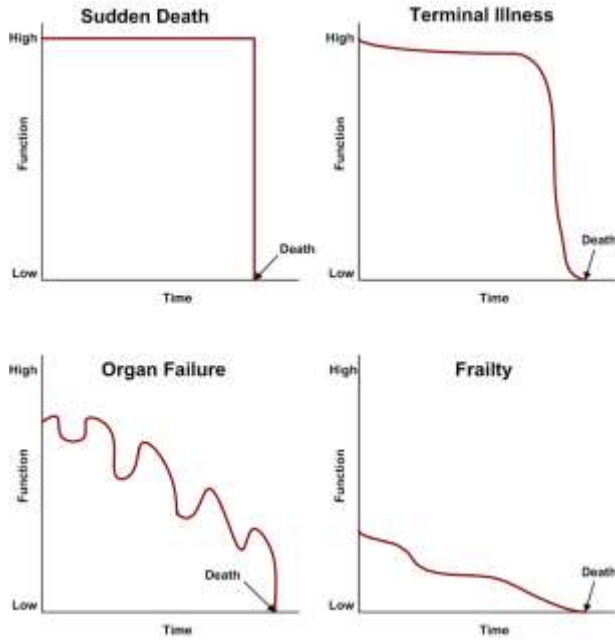 Sudden Death
High
Function
Low
Death
Time
Terminal Illness
High
Function
Low
Death
Time
Organ Failure
High
Function
Low
Death
Time
Frailty
High
Function
Low
Death
Time